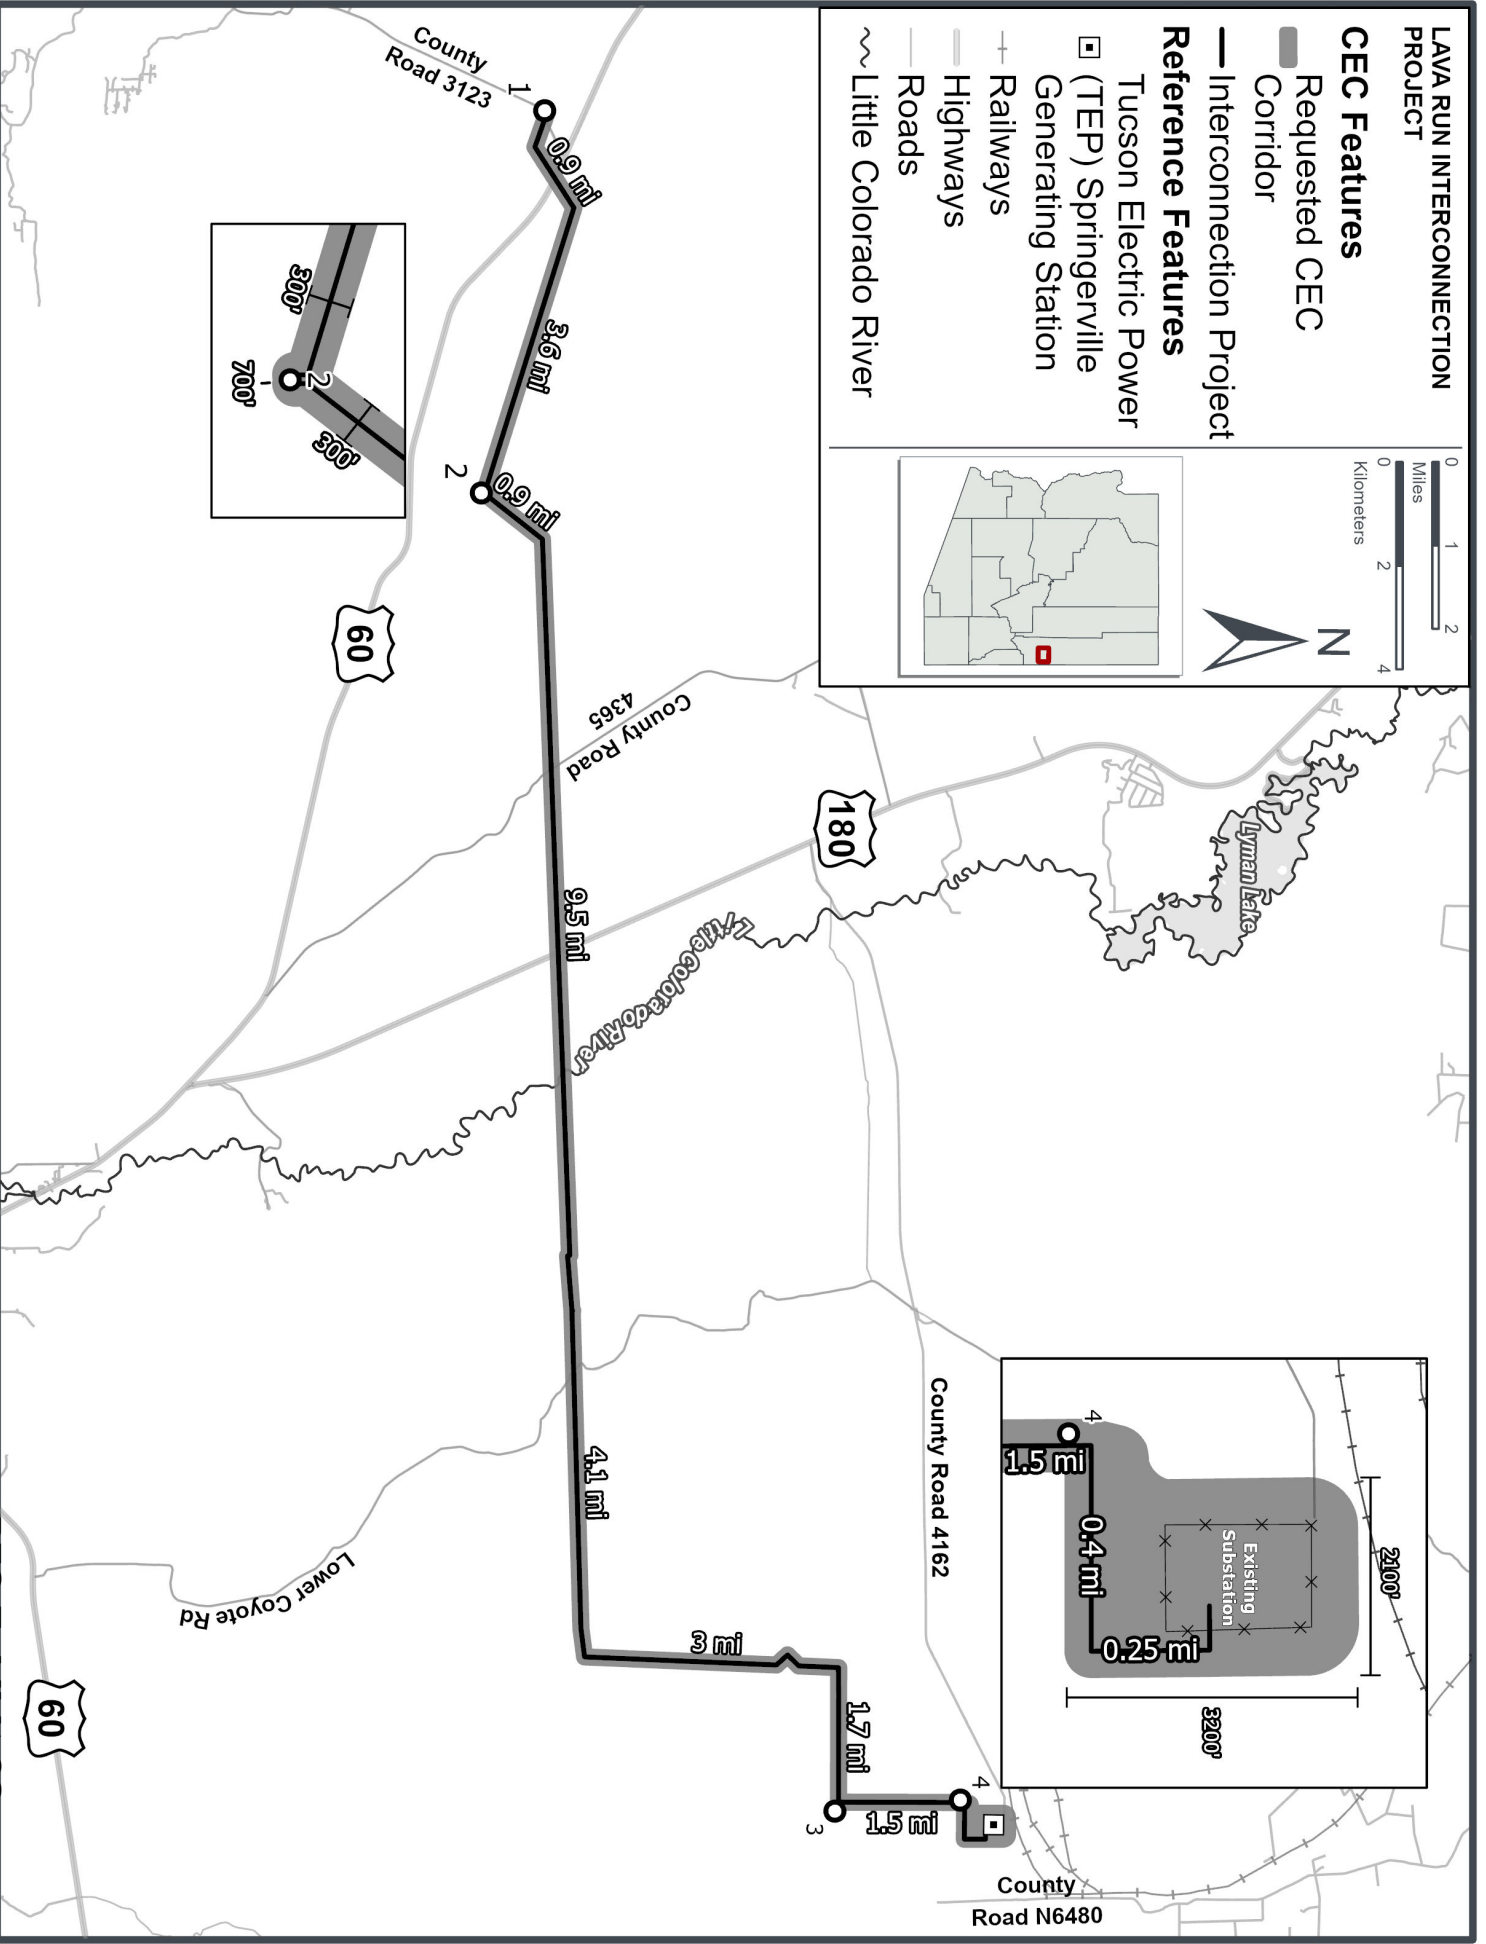 LAVA RUN INTERCONNECTION
PROJECT
CEC Features
Requested CEC
Corridor
Interconnection Project
Reference Features
Tucson Electric Power
(TEP) Springerville
Generating Station
Railways
Highways
Roads
Little Colorado River
0 1 2
Miles
0 2 4
Kilometers
N
County
Road 3123
1
0.9 mi
3.6 mi
2
0.9 mi
300'
2
700'
300'
60
County Road
4365
180
Lyman Lake
9.5 mi
Little Colorado River
4.1 mi
Lower Coyote Rd
60
County Road 4162
3 mi
1.7 mi
3
1.5 mi
4
County
Road N6480
4
1.5 mi
0.4 mi
0.25 mi
Existing
Substation
2100'
3200'